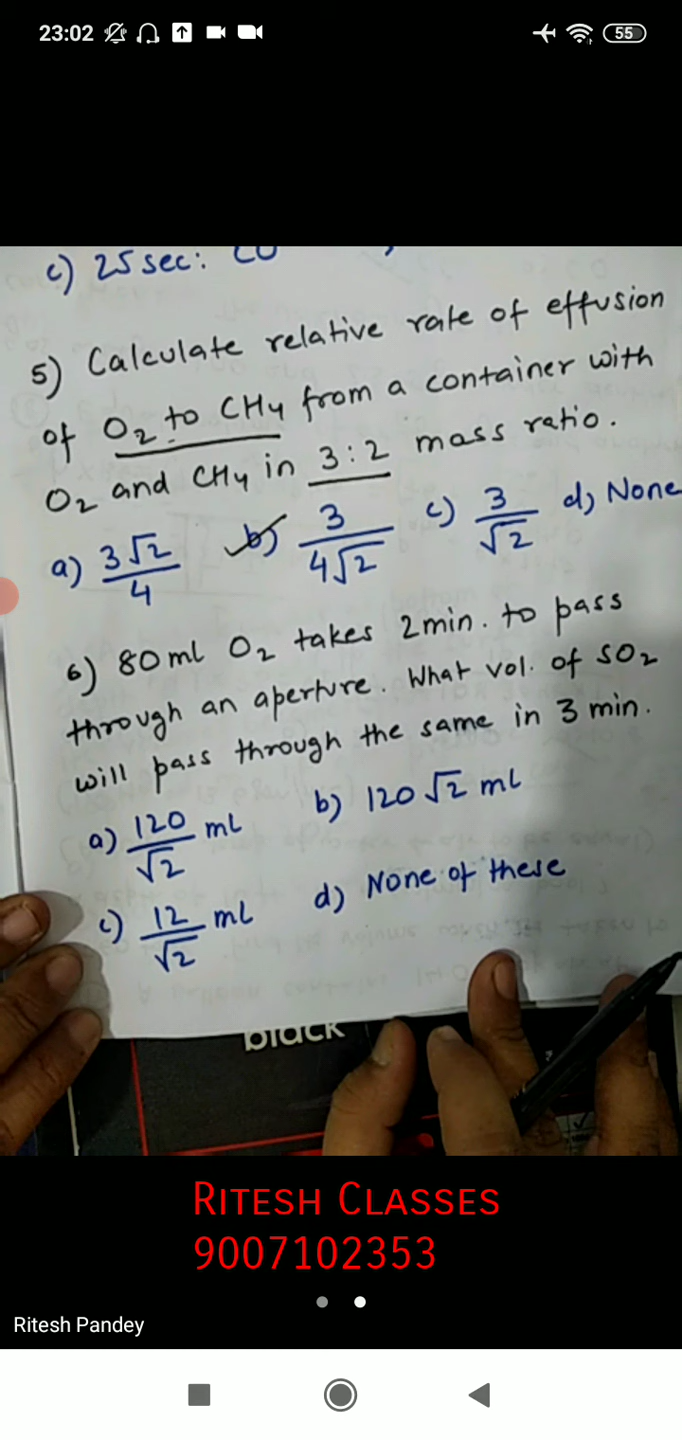 23:02
55
c) 25 sec:
5) Calculate relative rate of effusion
of O₂ to CH₄ from a container with
O₂ and CH₄ in 3:2 mass ratio.
a) 3√2/4 b) 3/4√2 c) 3/√2 d) None
6) 80 ml O₂ takes 2 min. to pass
through an aperture. What vol. of SO₂
will pass through the same in 3 min.
a) 120/√2 ml b) 120√2 ml
c) 12/√2 ml d) None of these
black
RITESH CLASSES
9007102353
Ritesh Pandey